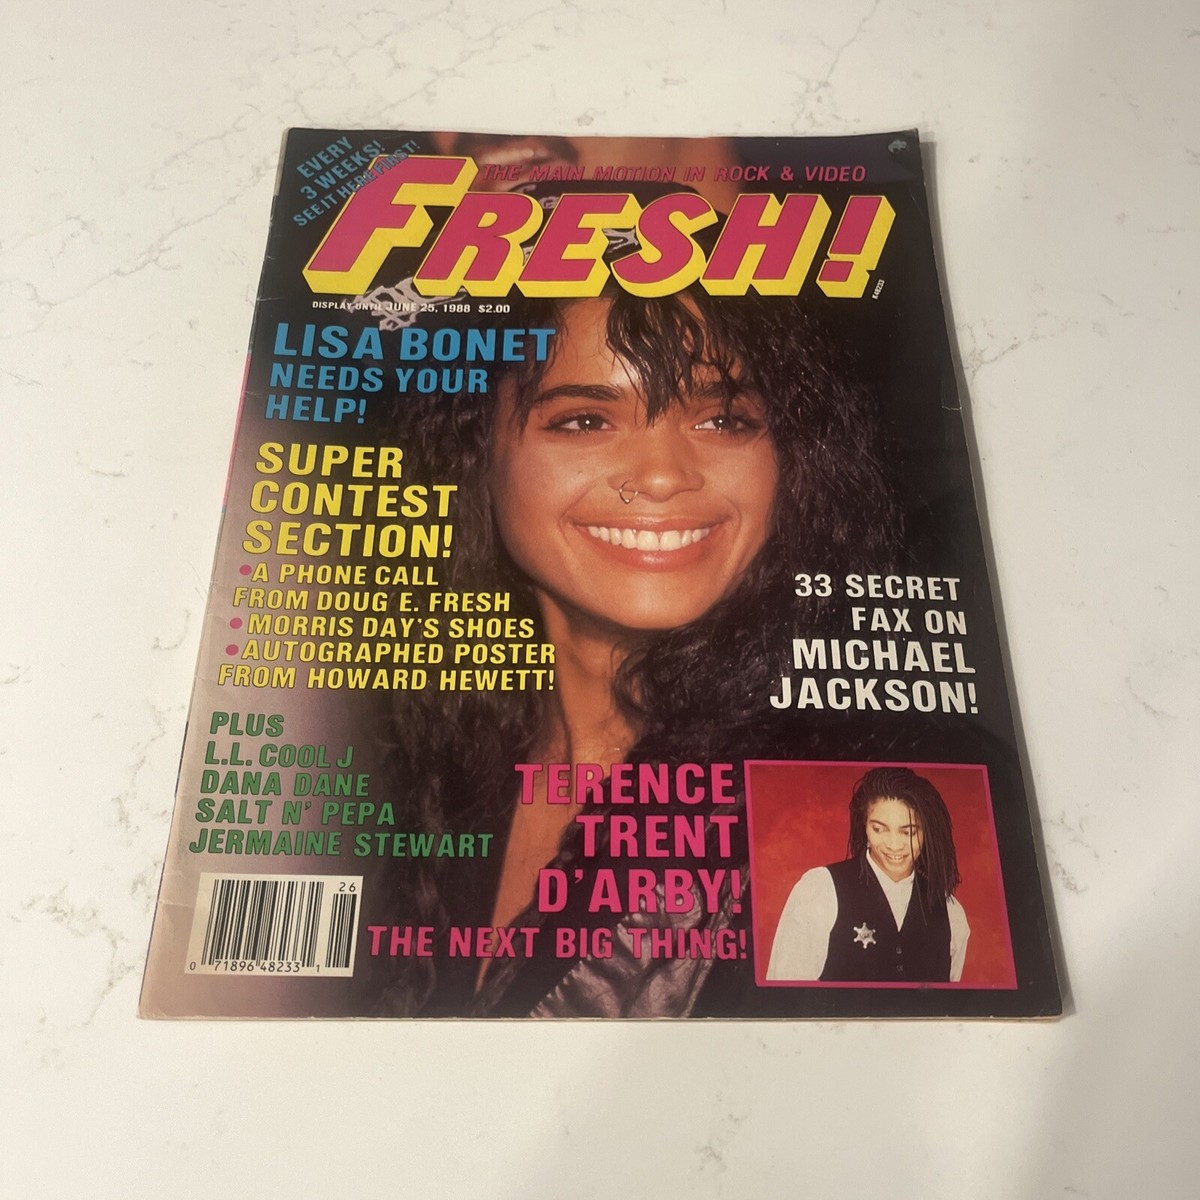 EVERY
3 WEEKS!
SEE IT HERE FIRST!
THE MAIN MOTION IN ROCK & VIDEO
FRESH!
K48233
DISPLAY UNTIL JUNE 25, 1988 $2.00
LISA BONET
NEEDS YOUR
HELP!
SUPER
CONTEST
SECTION!
• A PHONE CALL
FROM DOUG E. FRESH
• MORRIS DAY'S SHOES
• AUTOGRAPHED POSTER
FROM HOWARD HEWETT!
33 SECRET
FAX ON
MICHAEL
JACKSON!
PLUS
L.L. COOL J
DANA DANE
SALT N' PEPA
JERMAINE STEWART
TERENCE
TRENT
D'ARBY!
THE NEXT BIG THING!
26
0 71896 48233 1